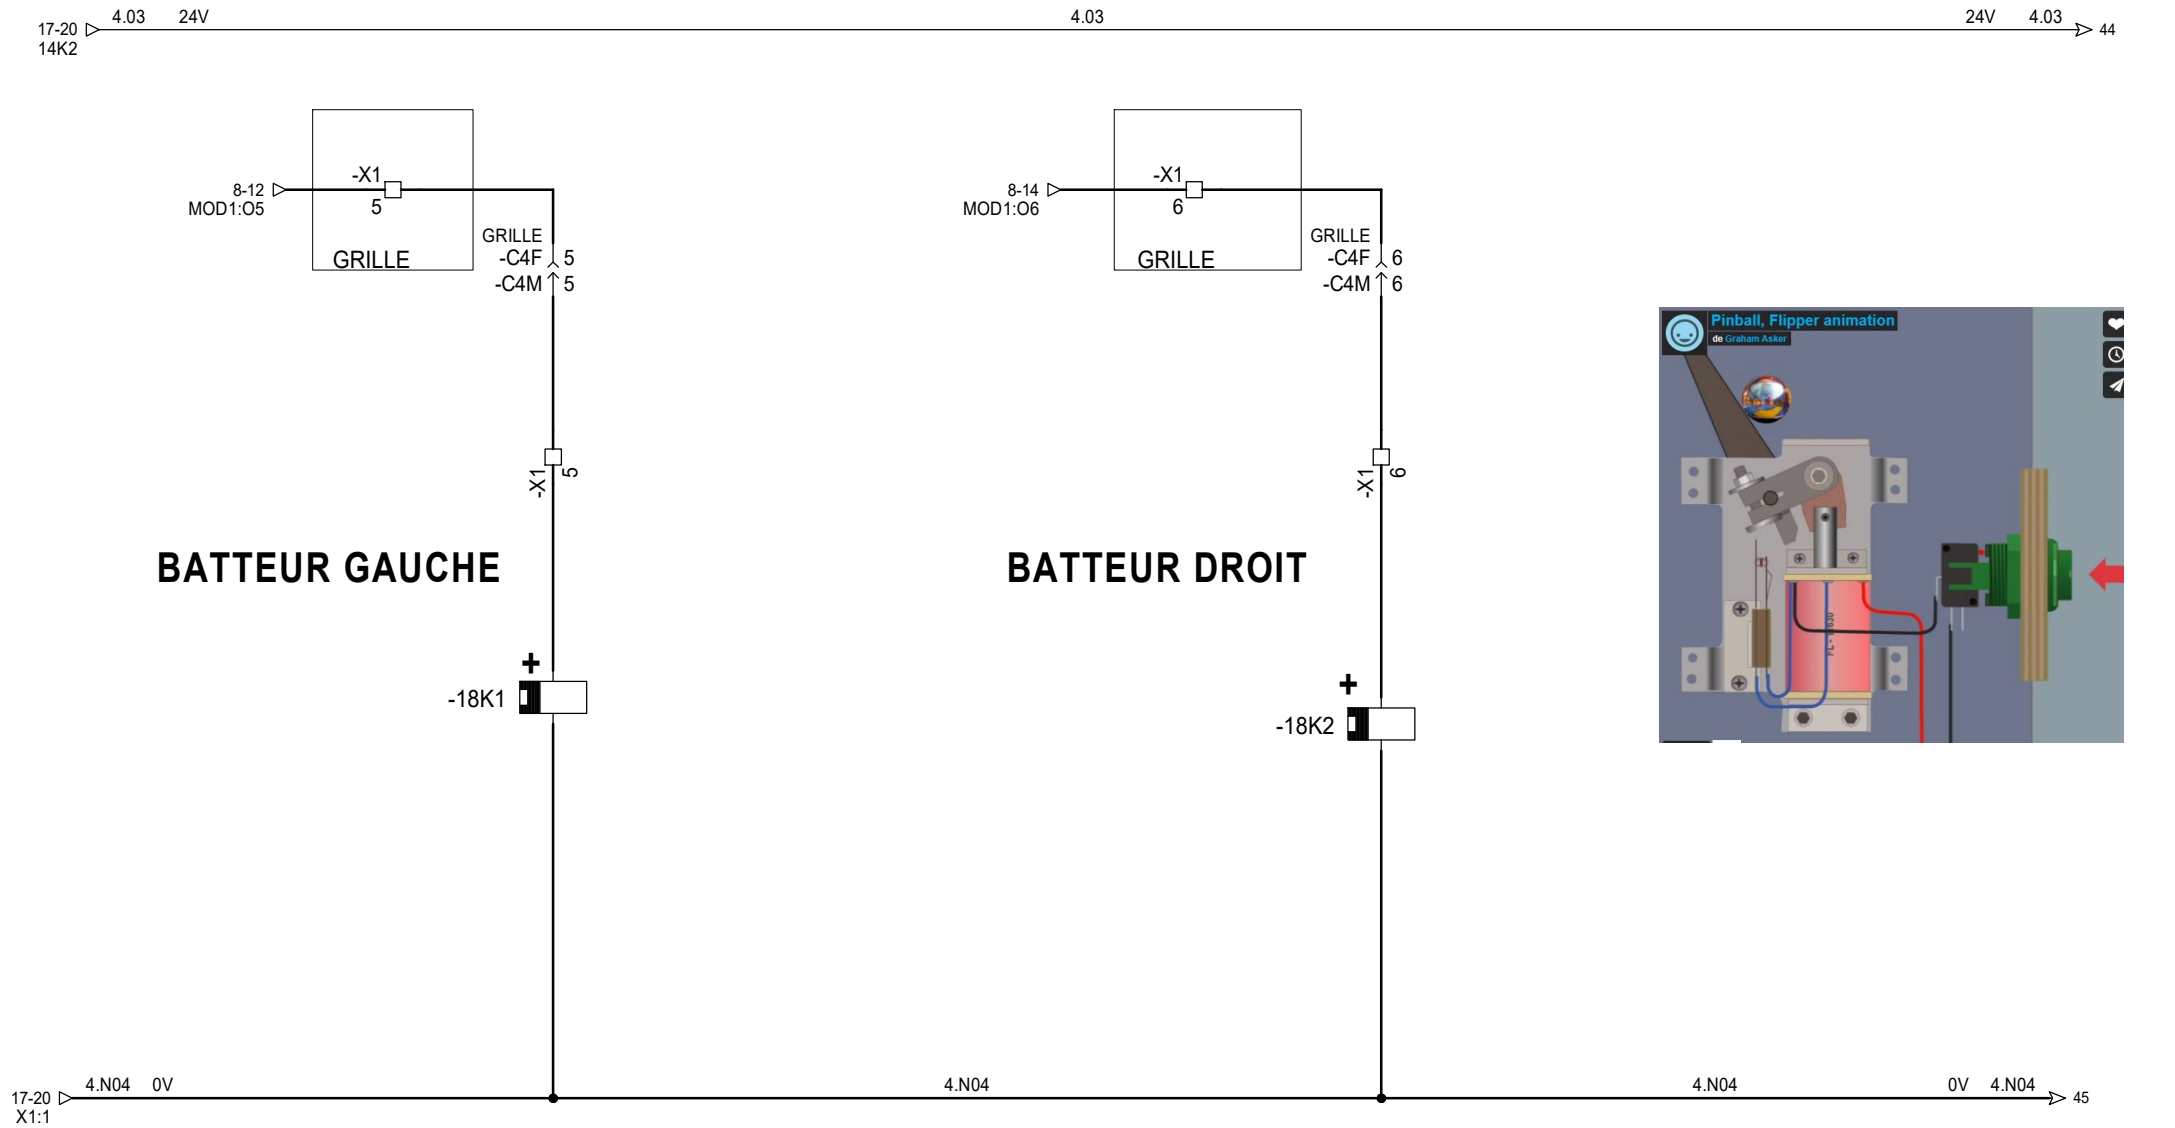 4.03 24V 4.03 24V 4.03
17-20 44
14K2
-X1 -X1
8-12 8-14
MOD1:O5 5 MOD1:O6 6
GRILLE GRILLE
GRILLE -C4F 5 GRILLE -C4F 6
-C4M 5 -C4M 6
Pinball, Flipper animation
de Graham Asker
-X1 5 -X1 6
BATTEUR GAUCHE BATTEUR DROIT
+ +
-18K1 -18K2
4.N04 0V 4.N04 4.N04 0V 4.N04
17-20 45
X1:1